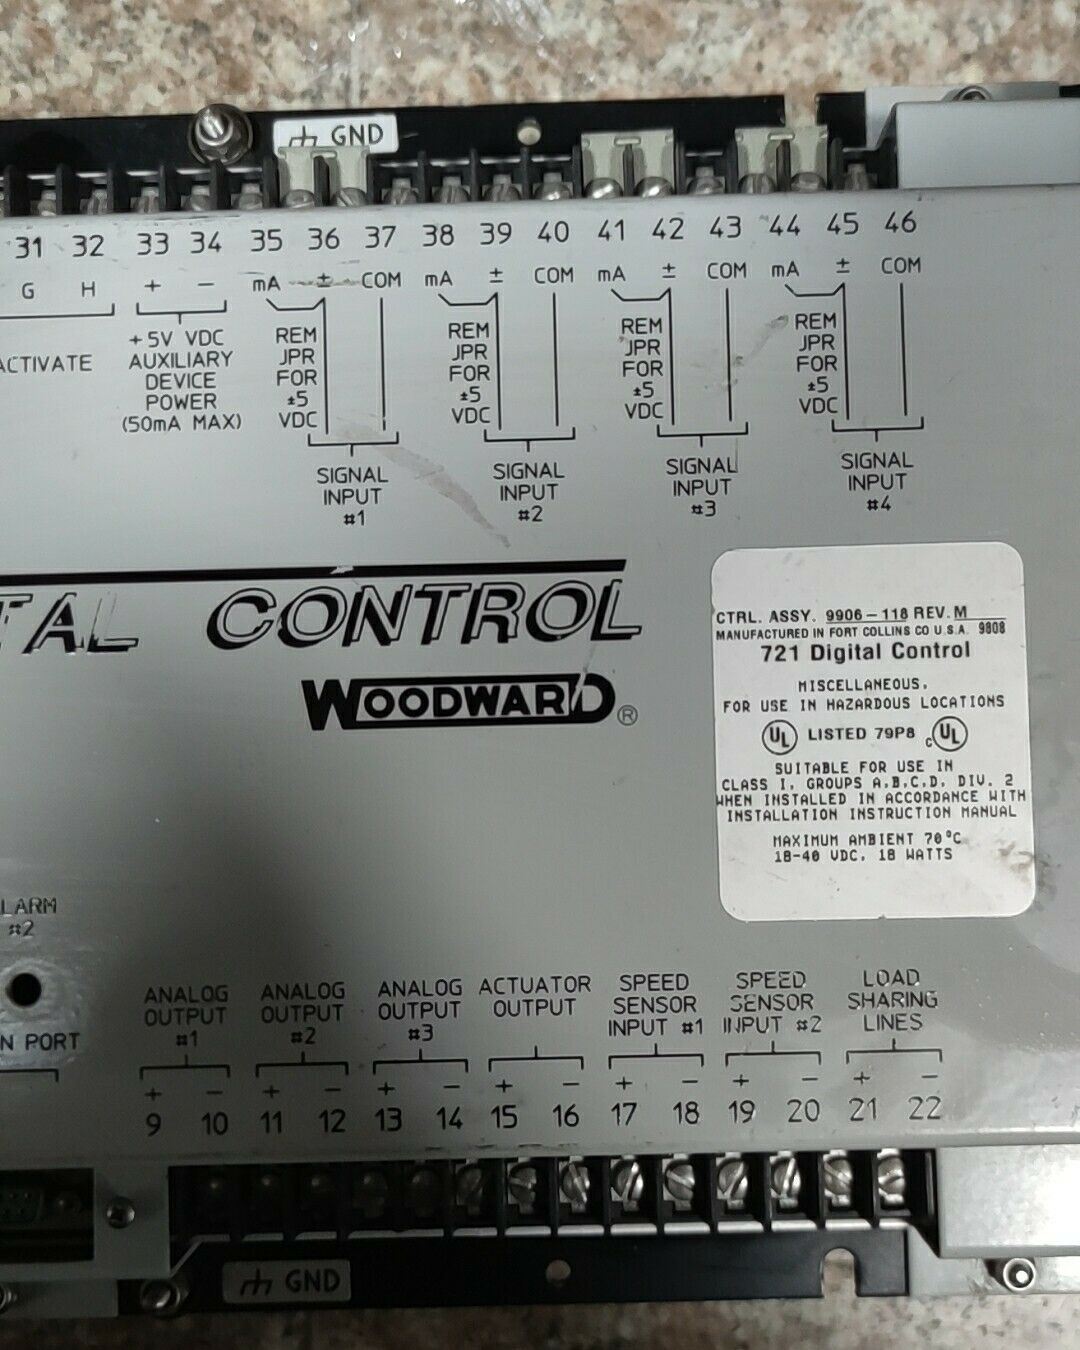 GND
31 32 33 34 35 36 37 38 39 40 41 42 43 44 45 46
G H + − mA ± COM mA ± COM mA ± COM mA ± COM
+5V VDC
AUXILIARY
DEVICE
POWER
(50mA MAX)
REM
JPR
FOR
±5
VDC
REM
JPR
FOR
±5
VDC
REM
JPR
FOR
±5
VDC
REM
JPR
FOR
±5
VDC
SIGNAL
INPUT
#1
SIGNAL
INPUT
#2
SIGNAL
INPUT
#3
SIGNAL
INPUT
#4
CONTROL
WOODWARD®
CTRL. ASSY. 9906-118 REV. M
MANUFACTURED IN FORT COLLINS CO U.S.A. 9808
721 Digital Control
MISCELLANEOUS.
FOR USE IN HAZARDOUS LOCATIONS
UL LISTED 79P8 c UL
SUITABLE FOR USE IN
CLASS I, GROUPS A,B,C,D, DIV. 2
WHEN INSTALLED IN ACCORDANCE WITH
INSTALLATION INSTRUCTION MANUAL
MAXIMUM AMBIENT 70°C
18-40 VDC. 18 WATTS
#2
N PORT
ANALOG
OUTPUT
#1
ANALOG
OUTPUT
#2
ANALOG
OUTPUT
#3
ACTUATOR
OUTPUT
SPEED
SENSOR
INPUT #1
SPEED
SENSOR
INPUT #2
LOAD
SHARING
LINES
+ − + − + − + − + − + − + −
9 10 11 12 13 14 15 16 17 18 19 20 21 22
GND